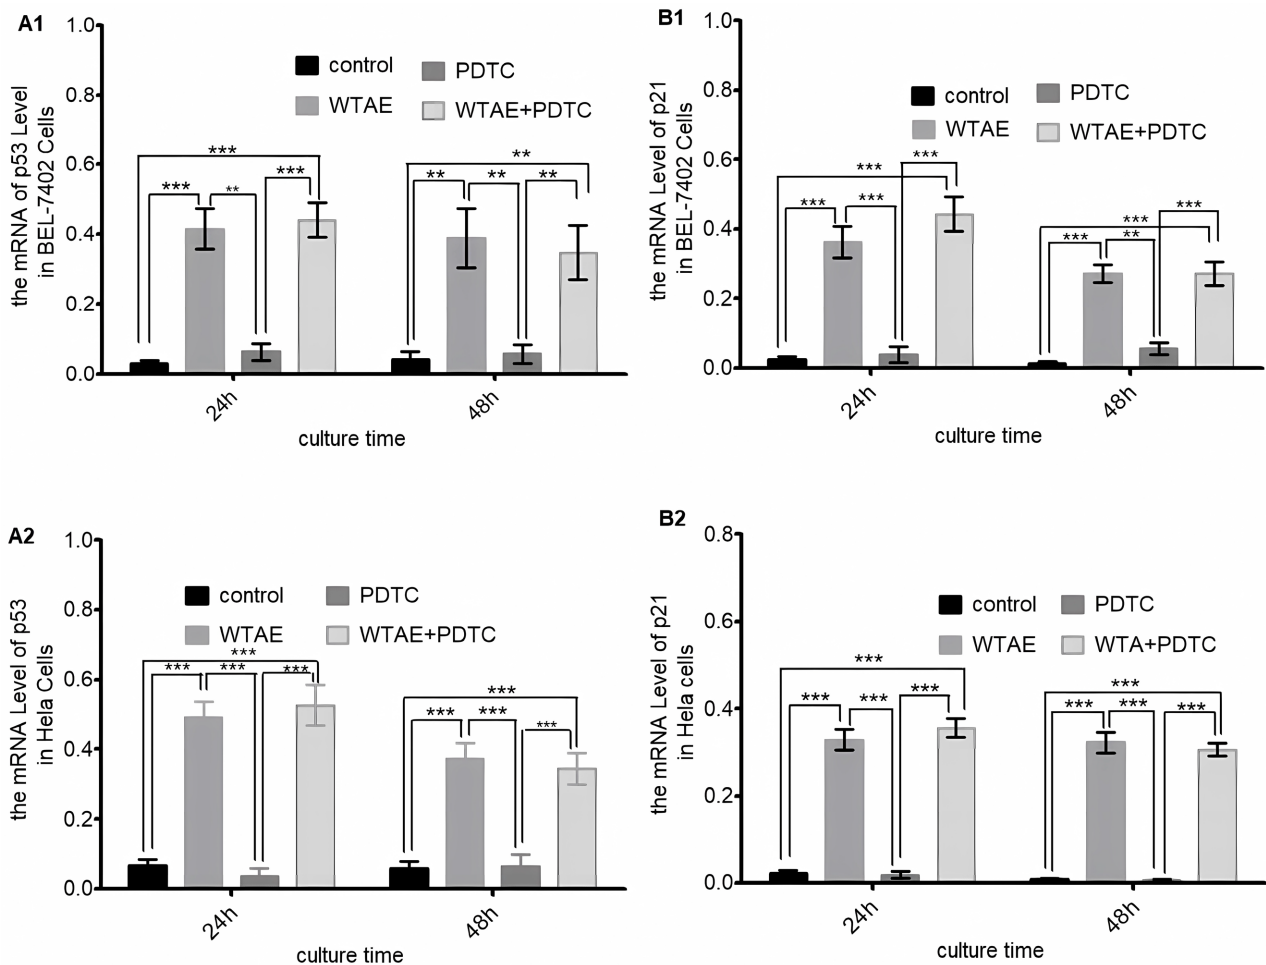 A1
the mRNA of p53 Level
in BEL-7402 Cells
1.0
0.8
0.6
0.4
0.2
0.0
control
PDTC
WTAE
WTAE+PDTC
***
***
**
***
**
**
**
**
24h
48h
culture time
B1
the mRNA Level of p21
in BEL-7402 Cells
1.0
0.8
0.6
0.4
0.2
0.0
control
PDTC
WTAE
WTAE+PDTC
***
***
***
***
***
***
***
**
24h
48h
culture time
A2
the mRNA Level of p53
in Hela Cells
1.0
0.8
0.6
0.4
0.2
0.0
control
PDTC
WTAE
WTAE+PDTC
***
***
***
***
***
***
***
***
24h
48h
culture time
B2
the mRNA Level of p21
in Hela cells
0.8
0.6
0.4
0.2
0.0
control
PDTC
WTAE
WTA+PDTC
***
***
***
***
***
***
***
***
24h
48h
culture time